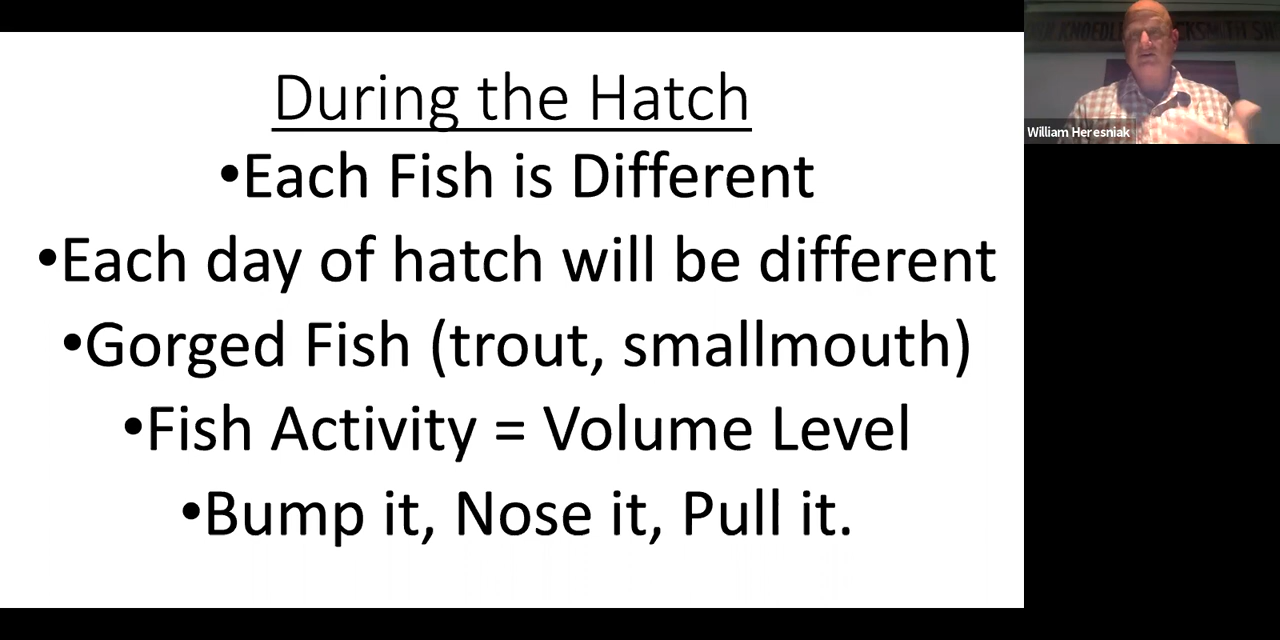 During the Hatch
•Each Fish is Different
•Each day of hatch will be different
•Gorged Fish (trout, smallmouth)
•Fish Activity = Volume Level
•Bump it, Nose it, Pull it.
William Heresniak